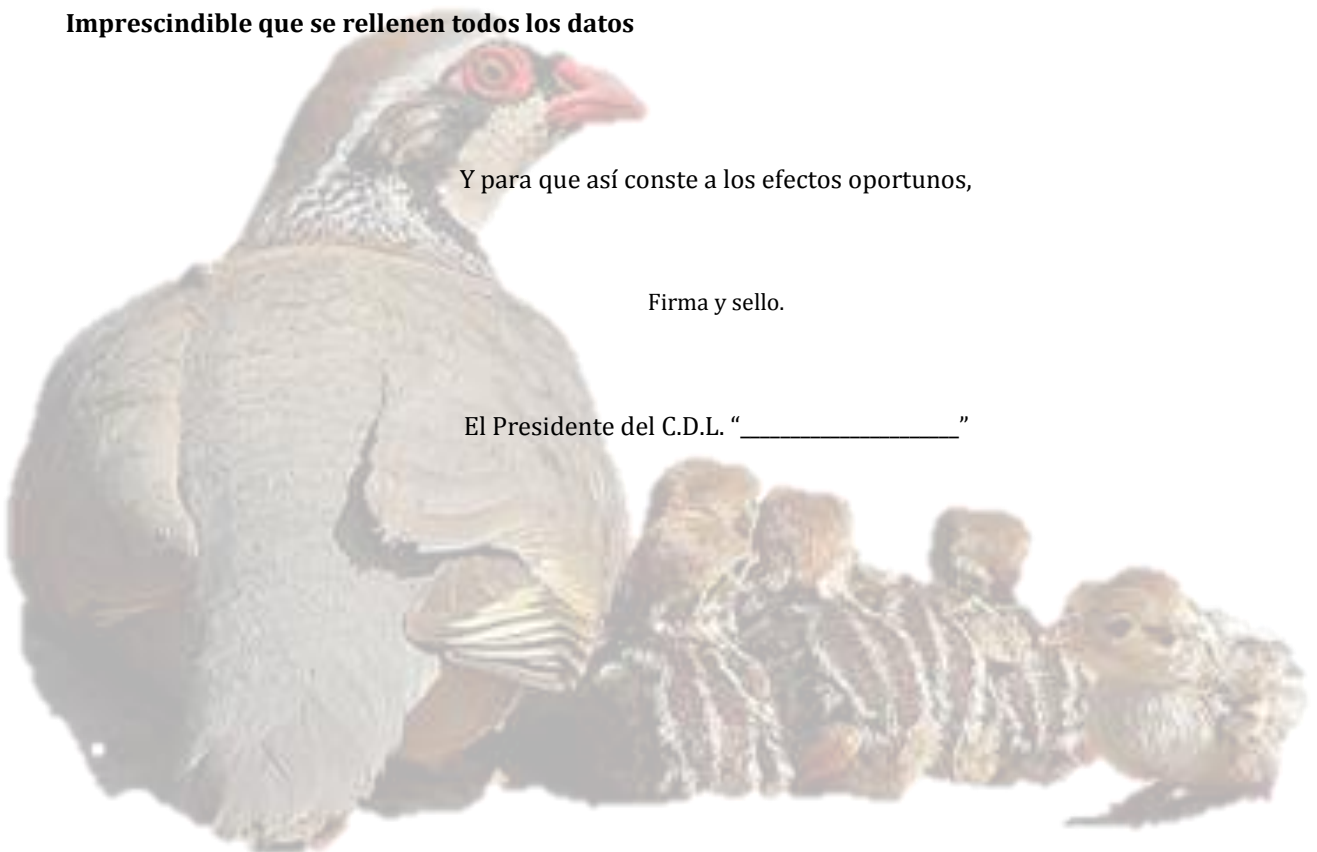 Imprescindible que se rellenen todos los datos
Y para que así conste a los efectos oportunos,
Firma y sello.
El Presidente del C.D.L. “______________________”